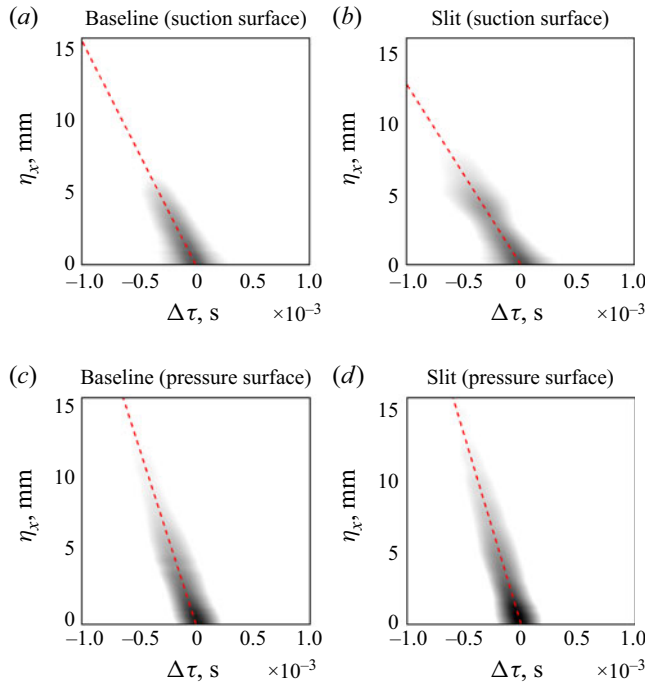 (a) Baseline (suction surface)
(b) Slit (suction surface)
15
10
5
0
ηx, mm
–1.0 –0.5 0 0.5 1.0
Δτ, s ×10⁻³
15
10
5
0
ηx, mm
–1.0 –0.5 0 0.5 1.0
Δτ, s ×10⁻³
(c) Baseline (pressure surface)
(d) Slit (pressure surface)
15
10
5
0
ηx, mm
–1.0 –0.5 0 0.5 1.0
Δτ, s ×10⁻³
15
10
5
0
ηx, mm
–1.0 –0.5 0 0.5 1.0
Δτ, s ×10⁻³